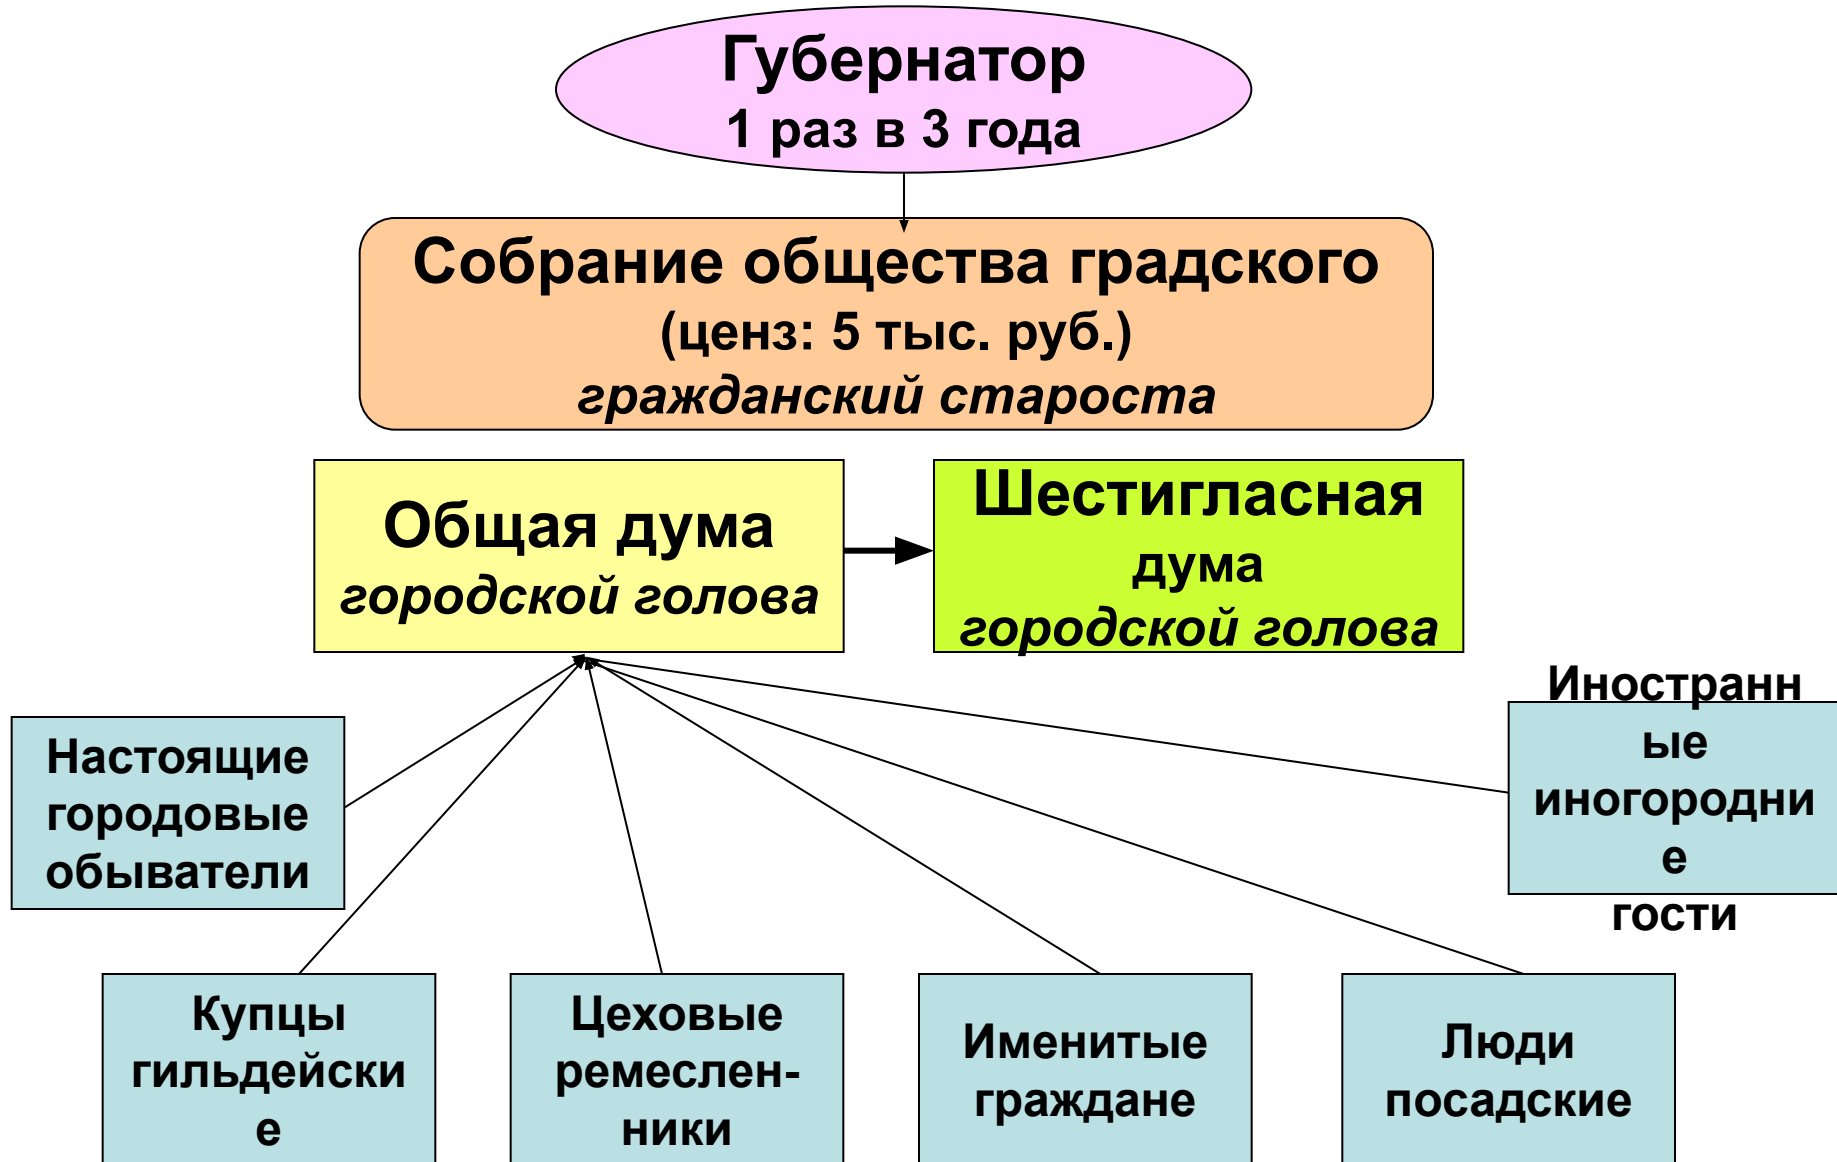 Губернатор
1 раз в 3 года
Собрание общества градского
(ценз: 5 тыс. руб.)
гражданский староста
Общая дума
городской голова
Шестигласная
дума
городской голова
Настоящие
городовые
обыватели
Иностранн
ые
иногородни
е
гости
Купцы
гильдейски
е
Цеховые
ремеслен-
ники
Именитые
граждане
Люди
посадские